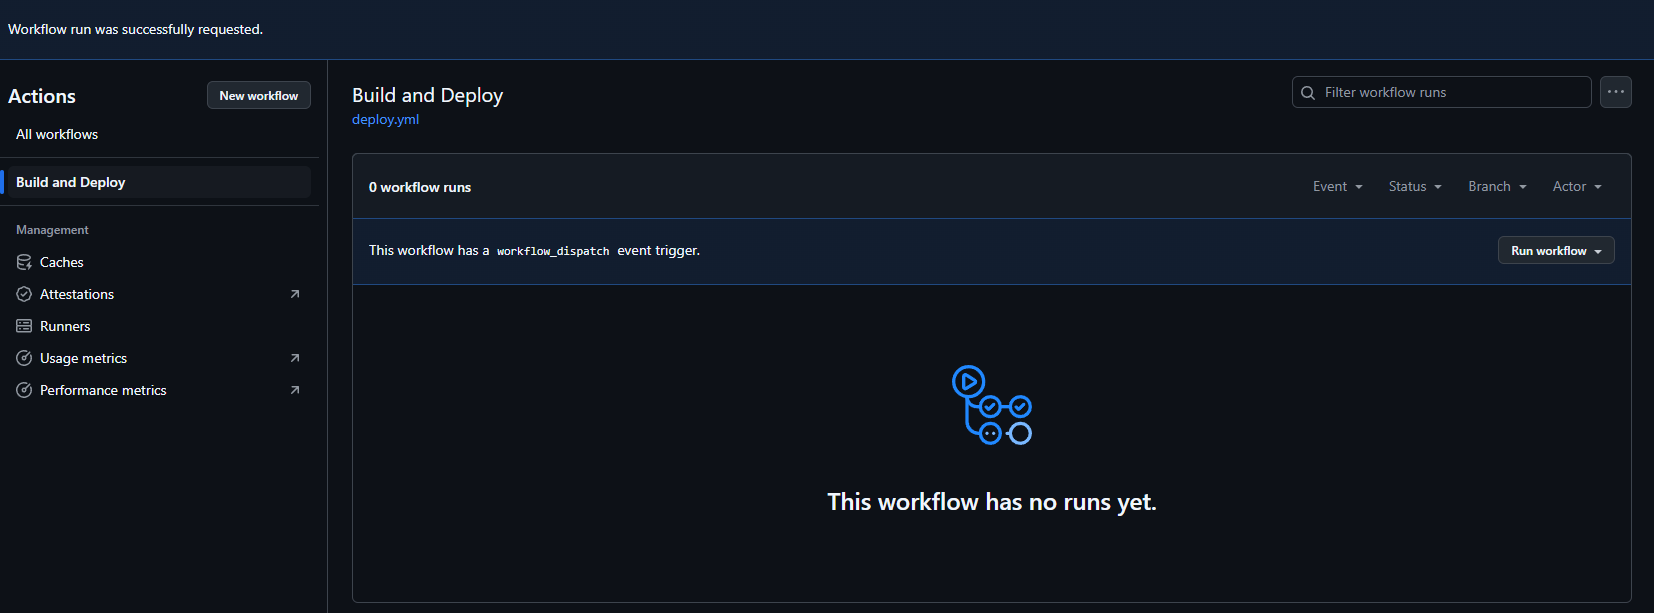 Workflow run was successfully requested.
Actions
New workflow
All workflows
Build and Deploy
Management
Caches
Attestations
Runners
Usage metrics
Performance metrics
Build and Deploy
deploy.yml
Filter workflow runs
0 workflow runs
Event Status Branch Actor
This workflow has a workflow_dispatch event trigger.
Run workflow
This workflow has no runs yet.